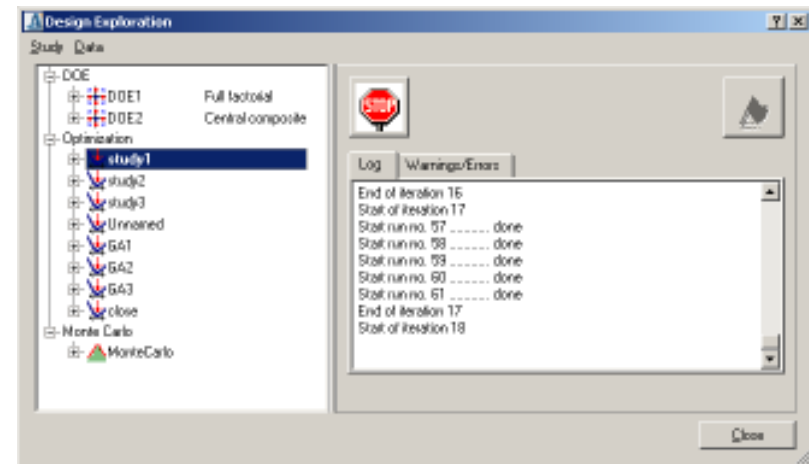 Design Exploration
Study Data
DOE
DOE1 Full factorial
DOE2 Central composite
Optimization
study1
study2
study3
Unnamed
GA1
GA2
GA3
close
Monte Carlo
MonteCarlo
STOP
Log Warnings/Errors
End of iteration 16
Start of iteration 17
Start run no. 57 ....... done
Start run no. 58 ....... done
Start run no. 59 ....... done
Start run no. 60 ....... done
Start run no. 61 ....... done
End of iteration 17
Start of iteration 18
Close